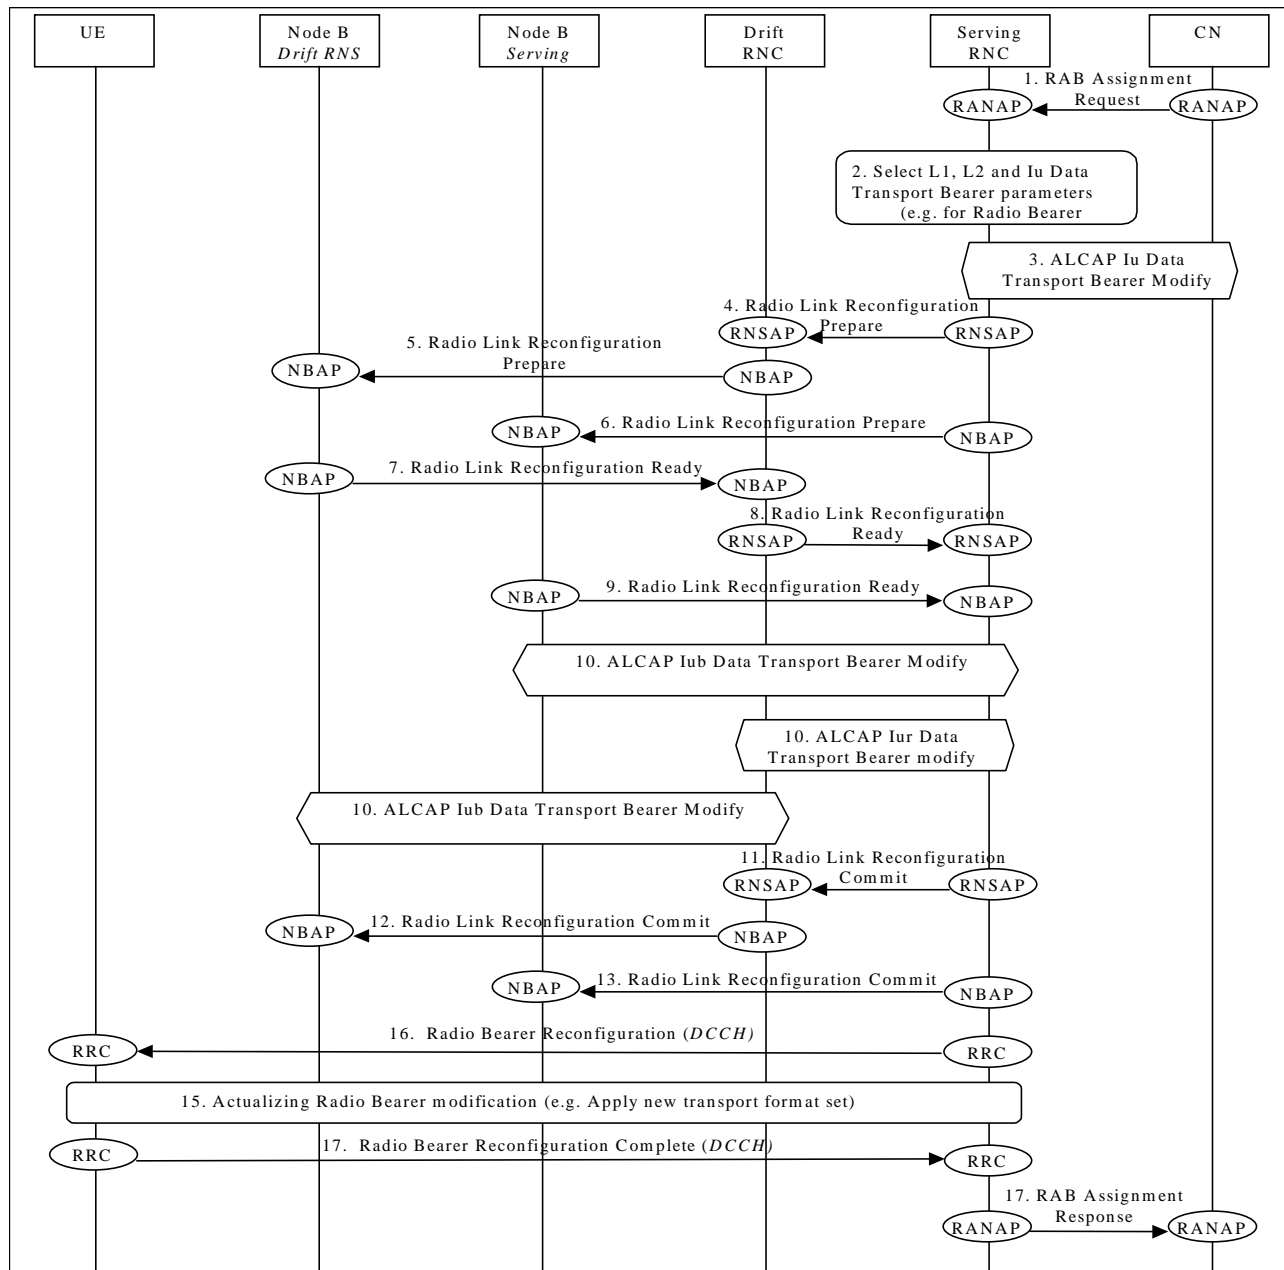 UE
Node B
Drift RNS
Node B
Serving
Drift
RNC
Serving
RNC
CN
1. RAB Assignment
Request
RANAP
RANAP
2. Select L1, L2 and Iu Data
Transport Bearer parameters
(e.g. for Radio Bearer
3. ALCAP Iu Data
Transport Bearer Modify
4. Radio Link Reconfiguration
Prepare
RNSAP
RNSAP
5. Radio Link Reconfiguration
Prepare
NBAP
NBAP
6. Radio Link Reconfiguration Prepare
NBAP
NBAP
7. Radio Link Reconfiguration Ready
NBAP
NBAP
8. Radio Link Reconfiguration
Ready
RNSAP
RNSAP
9. Radio Link Reconfiguration Ready
NBAP
NBAP
10. ALCAP Iub Data Transport Bearer Modify
10. ALCAP Iur Data
Transport Bearer modify
10. ALCAP Iub Data Transport Bearer Modify
11. Radio Link Reconfiguration
Commit
RNSAP
RNSAP
12. Radio Link Reconfiguration Commit
NBAP
NBAP
13. Radio Link Reconfiguration Commit
NBAP
NBAP
16. Radio Bearer Reconfiguration (DCCH)
RRC
RRC
15. Actualizing Radio Bearer modification (e.g. Apply new transport format set)
17. Radio Bearer Reconfiguration Complete (DCCH)
RRC
RRC
17. RAB Assignment
Response
RANAP
RANAP